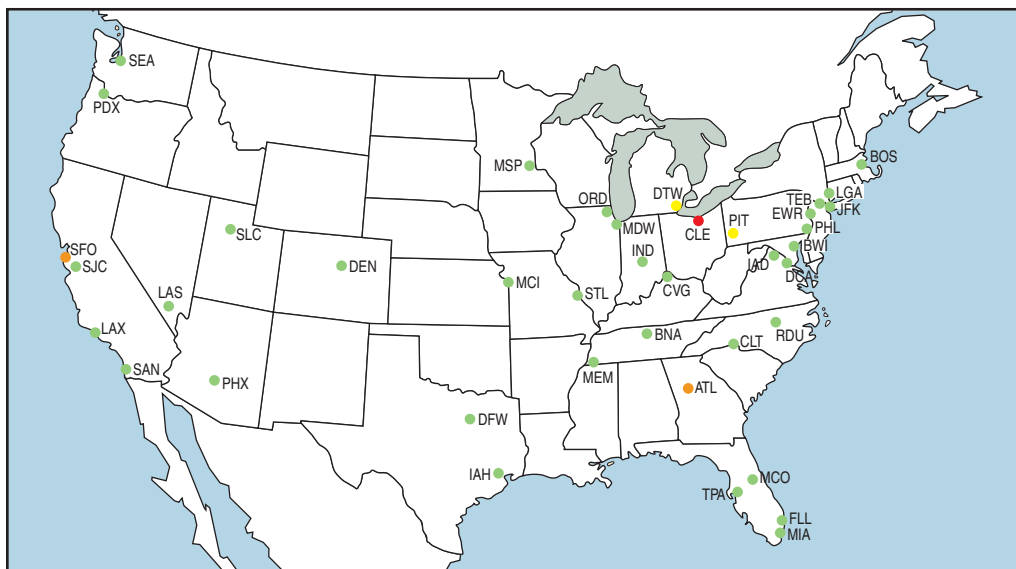 SEA
PDX
MSP
BOS
DTW
ORD
LGA
TEB
EWR
JFK
PIT
MDW
CLE
PHL
SLC
SFO
BWI
IND
SJC
DEN
IAD
DCA
MCI
CVG
LAS
STL
LAX
BNA
RDU
CLT
SAN
MEM
PHX
ATL
DFW
IAH
MCO
TPA
FLL
MIA